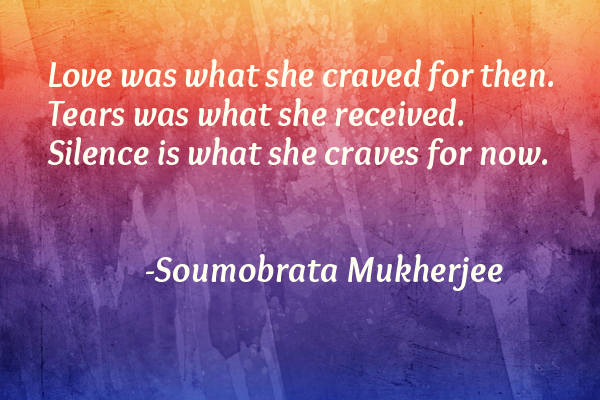 Love was what she craved for then.
Tears was what she received.
Silence is what she craves for now.
-Soumobrata Mukherjee